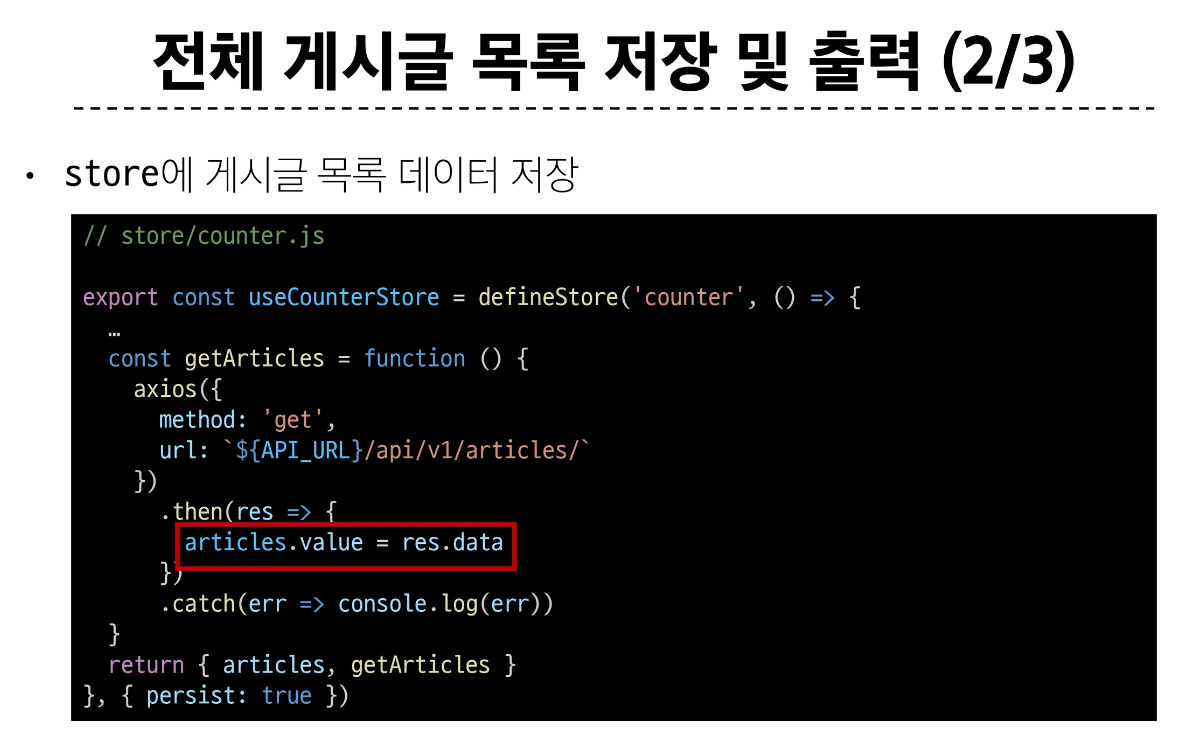 전체 게시글 목록 저장 및 출력 (2/3)
• store에 게시글 목록 데이터 저장
// store/counter.js
export const useCounterStore = defineStore('counter', () => {
  …
  const getArticles = function () {
    axios({
      method: 'get',
      url: `${API_URL}/api/v1/articles/`
    })
      .then(res => {
        articles.value = res.data
      })
      .catch(err => console.log(err))
  }
  return { articles, getArticles }
}, { persist: true })